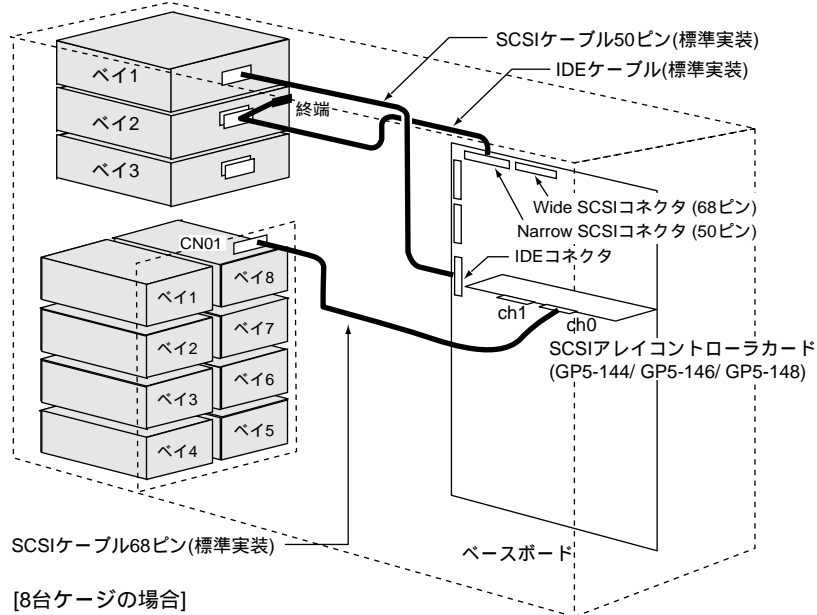 SCSIケーブル50ピン(標準実装)
IDEケーブル(標準実装)
ベイ1
ベイ2
ベイ3
終端
Wide SCSIコネクタ (68ピン)
Narrow SCSIコネクタ (50ピン)
IDEコネクタ
CN01
ベイ1
ベイ8
ベイ2
ベイ7
ベイ3
ベイ6
ベイ4
ベイ5
ch1
ch0
SCSIアレイコントローラカード
(GP5-144/ GP5-146/ GP5-148)
SCSIケーブル68ピン(標準実装)
ベースボード
[8台ケージの場合]